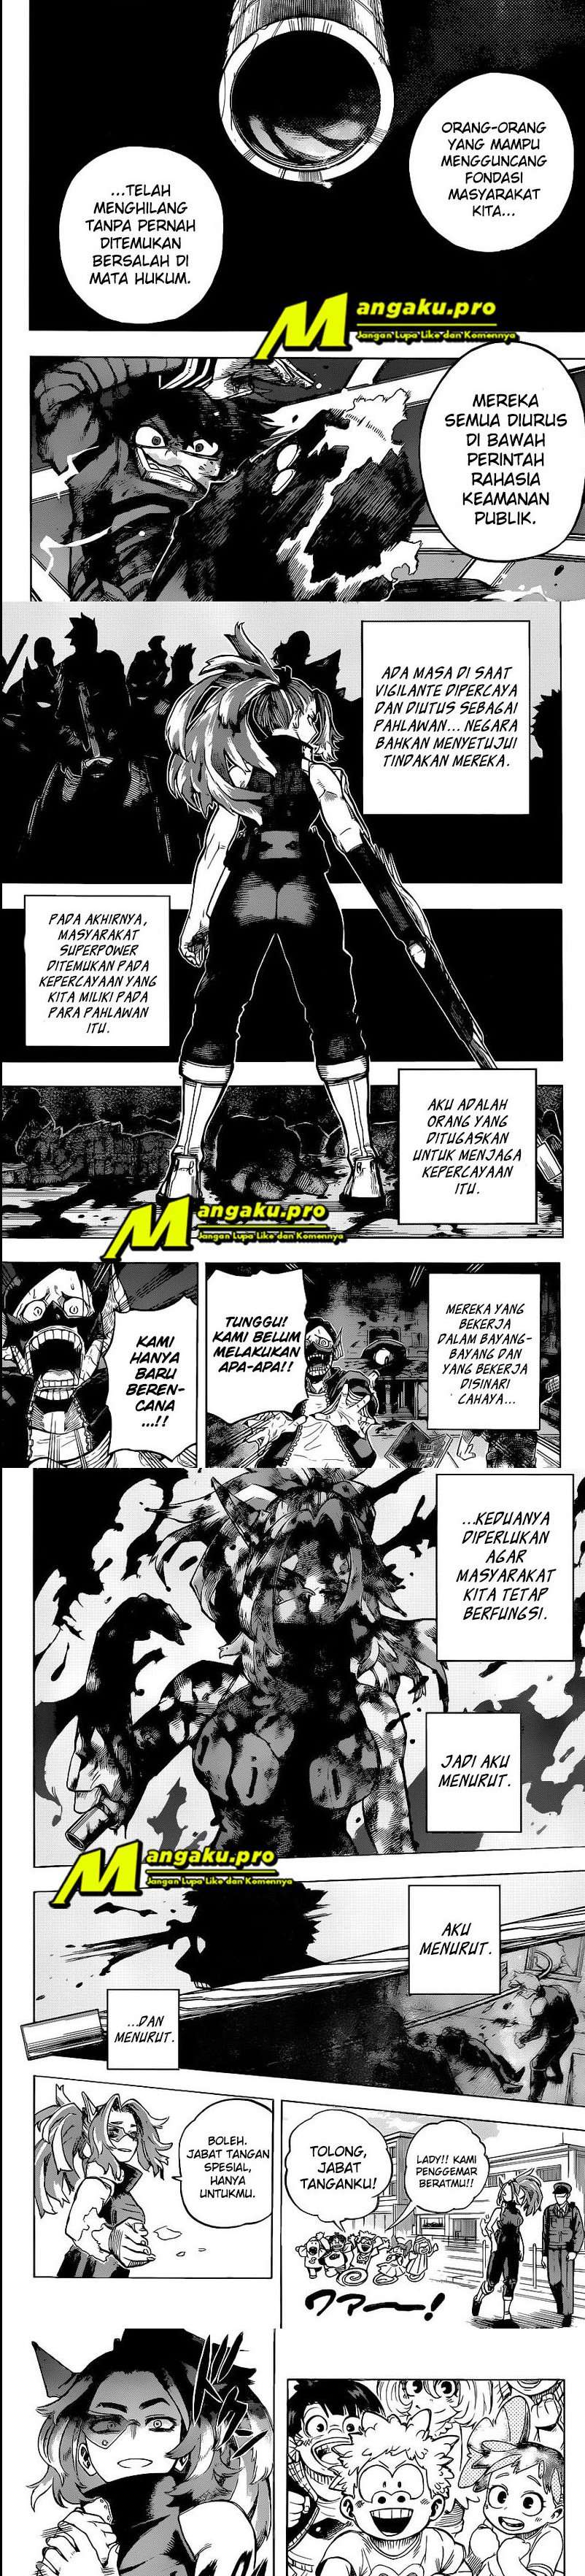 ORANG-ORANG
YANG MAMPU
MENGGUNCANG
FONDASI
MASYARAKAT
KITA...
...TELAH
MENGHILANG
TANPA PERNAH
DITEMUKAN
BERSALAH DI
MATA HUKUM.
Mangaku.pro
Jangan Lupa Like dan Komennya
MEREKA
SEMUA DIURUS
DI BAWAH
PERINTAH
RAHASIA
KEAMANAN
PUBLIK.
ADA MASA DI SAAT
VIGILANTE DIPERCAYA
DAN DIUTUS SEBAGAI
PAHLAWAN... NEGARA
BAHKAN MENYETUJUI
TINDAKAN MEREKA.
PADA AKHIRNYA,
MASYARAKAT
SUPERPOWER
DITEMUKAN PADA
KEPERCAYAAN YANG
KITA MILIKI PADA
PARA PAHLAWAN
ITU.
AKU ADALAH
ORANG YANG
DITUGASKAN
UNTUK MENJAGA
KEPERCAYAAN
ITU.
Mangaku.pro
Jangan Lupa Like dan Komennya
MEREKA YANG
BEKERJA
DALAM BAYANG-
BAYANG DAN
YANG BEKERJA
DISINARI
CAHAYA...
TUNGGU!
KAMI BELUM
MELAKUKAN
APA-APA!!
KAMI
HANYA
BARU
BEREN-
CANA
...!!
...KEDUANYA
DIPERLUKAN
AGAR
MASYARAKAT
KITA TETAP
BERFUNGSI.
JADI AKU
MENURUT.
Mangaku.pro
Jangan Lupa Like dan Komennya
AKU
MENURUT.
...DAN
MENURUT.
LADY!! KAMI
PENGGEMAR
BERATMU!!
TOLONG,
JABAT
TANGANKU!
ワアー!
BOLEH.
JABAT TANGAN
SPESIAL,
HANYA
UNTUKMU.